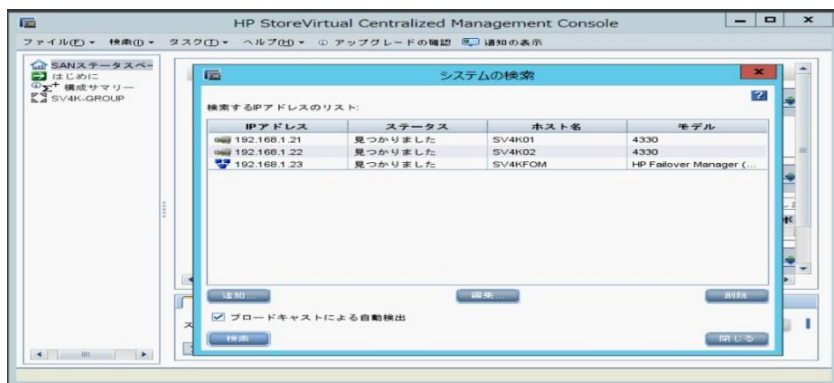 HP StoreVirtual Centralized Management Console
ファイル(F) 検索(I) タスク(T) ヘルプ(H) アップグレードの確認 通知の表示
SANステータスペー
はじめに
構成サマリー
SV4K-GROUP
システムの検索
検索するIPアドレスのリスト:
IPアドレス ステータス ホスト名 モデル
192.168.1.21 見つかりました SV4K01 4330
192.168.1.22 見つかりました SV4K02 4330
192.168.1.23 見つかりました SV4KFOM HP Failover Manager (...
追加... 編集... 削除
ブロードキャストによる自動検出
検索 閉じる